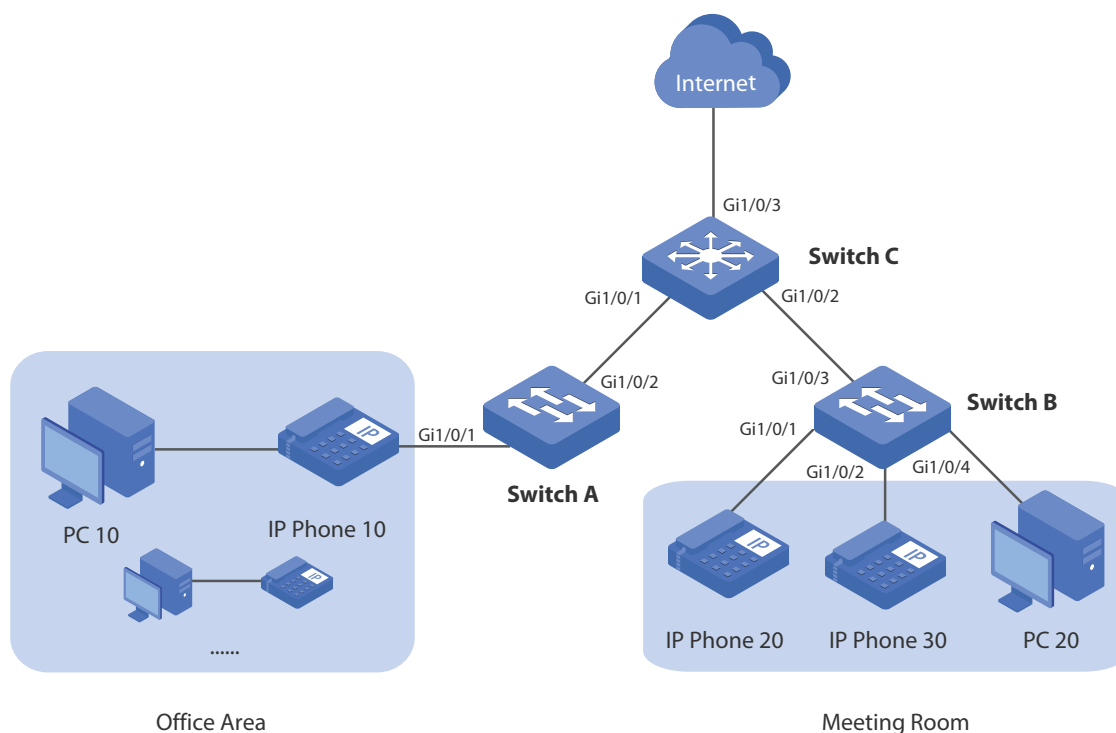 Internet
Gi1/0/3
Switch C
Gi1/0/1
Gi1/0/2
Gi1/0/2
Gi1/0/3
Switch B
IP
Gi1/0/1
Gi1/0/1
Gi1/0/2
Gi1/0/4
Switch A
PC 10
IP Phone 10
IP
IP
IP
......
IP Phone 20
IP Phone 30
PC 20
Office Area
Meeting Room